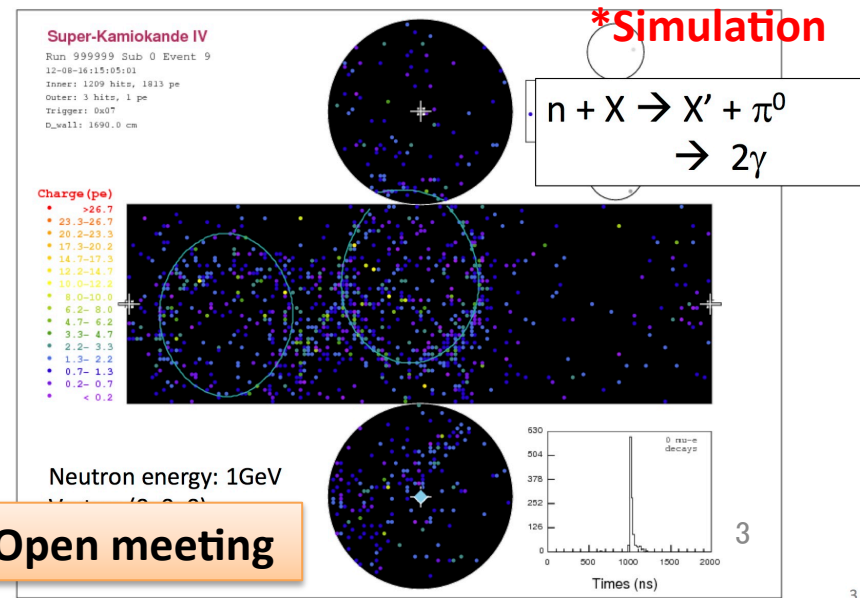 Super-Kamiokande IV
Run 999999 Sub 0 Event 9
12-08-16:15:05:01
Inner: 1209 hits, 1813 pe
Outer: 3 hits, 1 pe
Trigger: 0x07
D_wall: 1690.0 cm
*Simulation
n + X → X' + π⁰
→ 2γ
Charge(pe)
>26.7
23.3-26.7
20.2-23.3
17.3-20.2
14.7-17.3
12.2-14.7
10.0-12.2
8.0-10.0
6.2- 8.0
4.7- 6.2
3.3- 4.7
2.2- 3.3
1.3- 2.2
0.7- 1.3
0.2- 0.7
< 0.2
Neutron energy: 1GeV
Open meeting
630
504
378
252
126
0
0 mu-e
decays
0 500 1000 1500 2000
Times (ns)
3
3